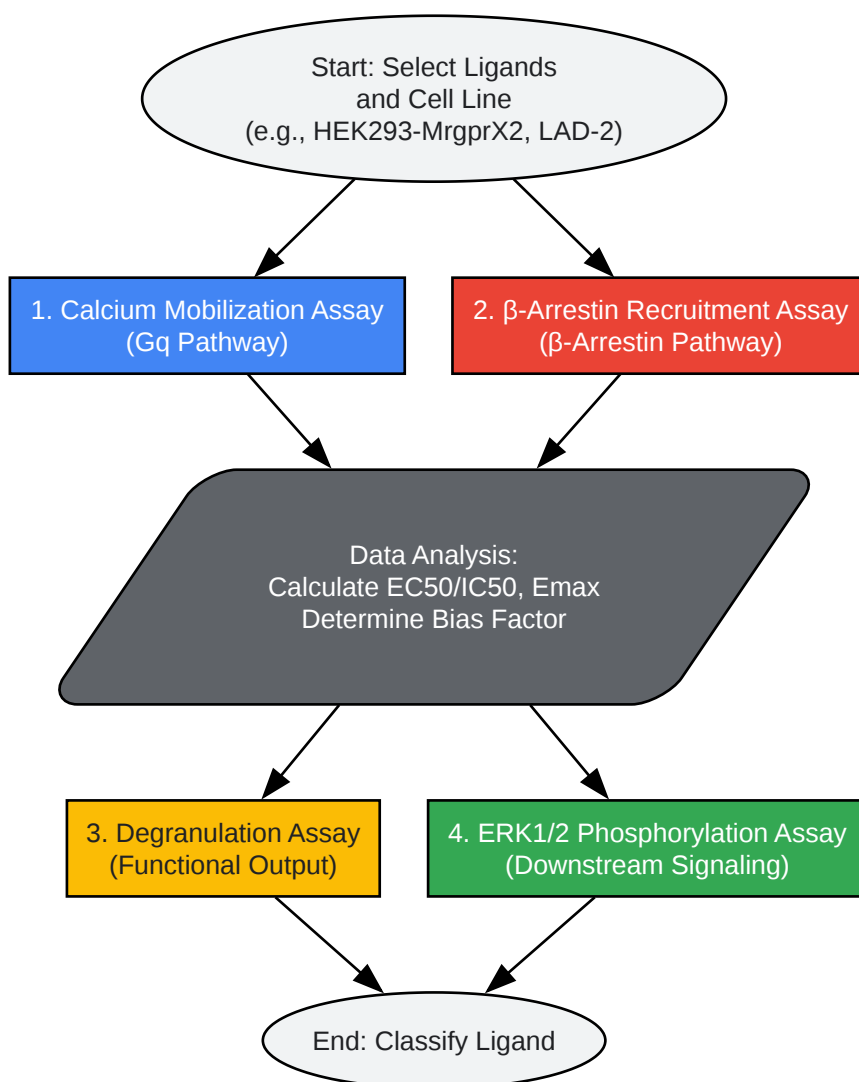 Start: Select Ligands
and Cell Line
(e.g., HEK293-MrgprX2, LAD-2)
1. Calcium Mobilization Assay
(Gq Pathway)
2. β-Arrestin Recruitment Assay
(β-Arrestin Pathway)
Data Analysis:
Calculate EC50/IC50, Emax
Determine Bias Factor
3. Degranulation Assay
(Functional Output)
4. ERK1/2 Phosphorylation Assay
(Downstream Signaling)
End: Classify Ligand